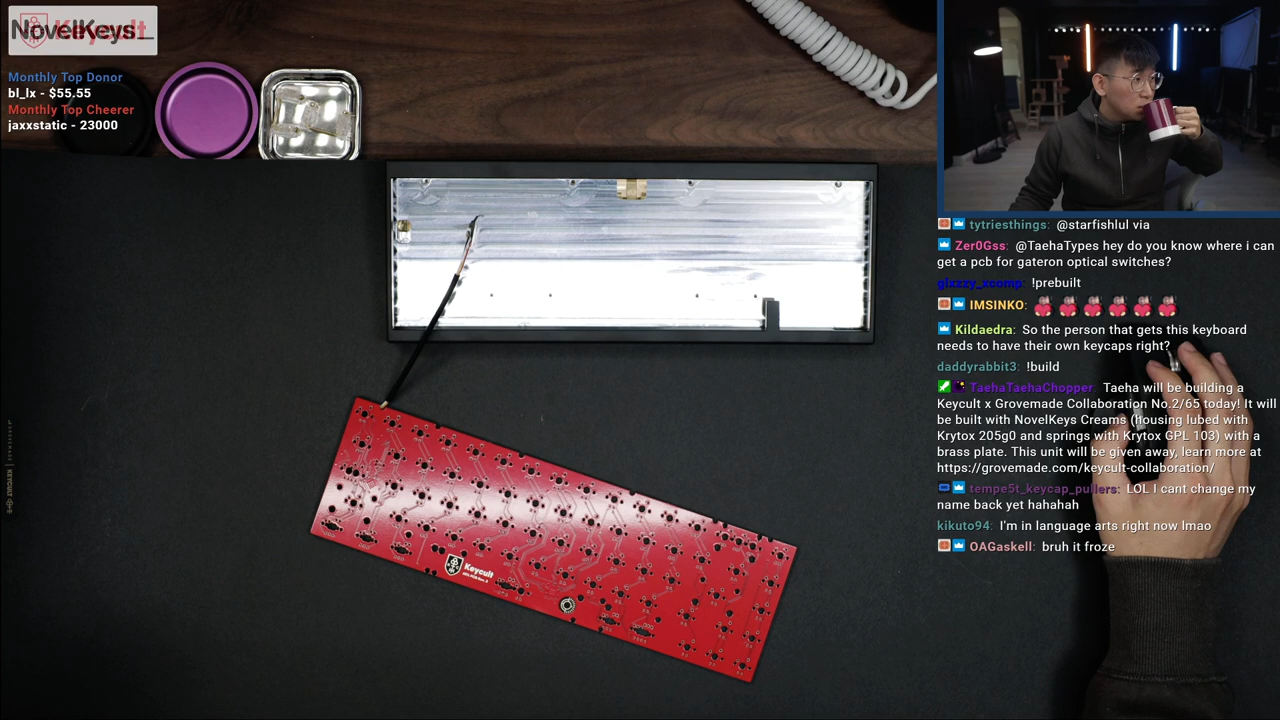 NovelKeys_
Keycult
Monthly Top Donor
bl_lx - $55.55
Monthly Top Cheerer
jaxxstatic - 23000
tytriesthings: @starfishlul via
Zer0Gss: @TaehaTypes hey do you know where i can
get a pcb for gateron optical switches?
!prebuilt
IMSINKO:
Kildaedra: So the person that gets this keyboard
needs to have their own keycaps right?
daddyrabbit3: !build
TaehaTaehaChopper: Taeha will be building a
Keycult x Grovemade Collaboration No.2/65 today! It will
be built with NovelKeys Creams (housing lubed with
Krytox 205g0 and springs with Krytox GPL 103) with a
brass plate. This unit will be given away, learn more at
https://grovemade.com/keycult-collaboration/
tempe5t_keycap_pullers: LOL I cant change my
name back yet hahahah
kikuto94: I'm in language arts right now lmao
OAGaskell: bruh it froze
Keycult